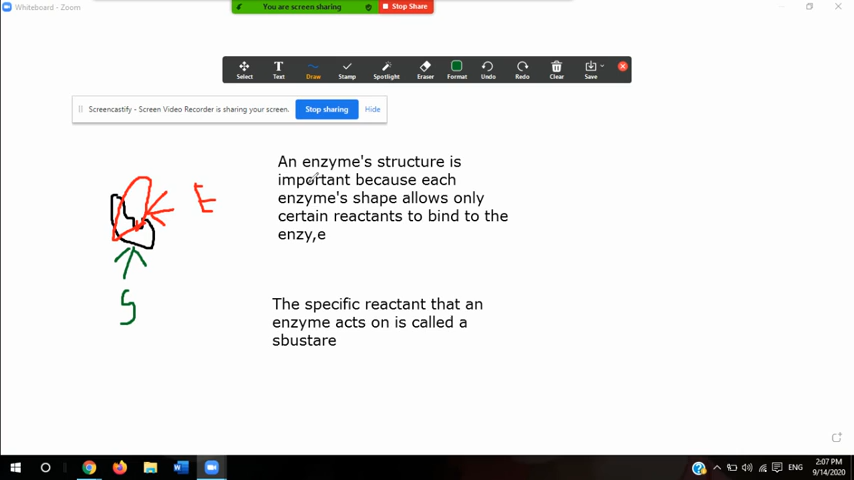 Whiteboard - Zoom
You are screen sharing
Stop Share
Select
Text
Draw
Stamp
Spotlight
Eraser
Format
Undo
Redo
Clear
Save
Screencastify - Screen Video Recorder is sharing your screen.
Stop sharing
Hide
An enzyme's structure is
important because each
enzyme's shape allows only
certain reactants to bind to the
enzy,e
E
S
The specific reactant that an
enzyme acts on is called a
sbustare
ENG
2:07 PM
9/14/2020